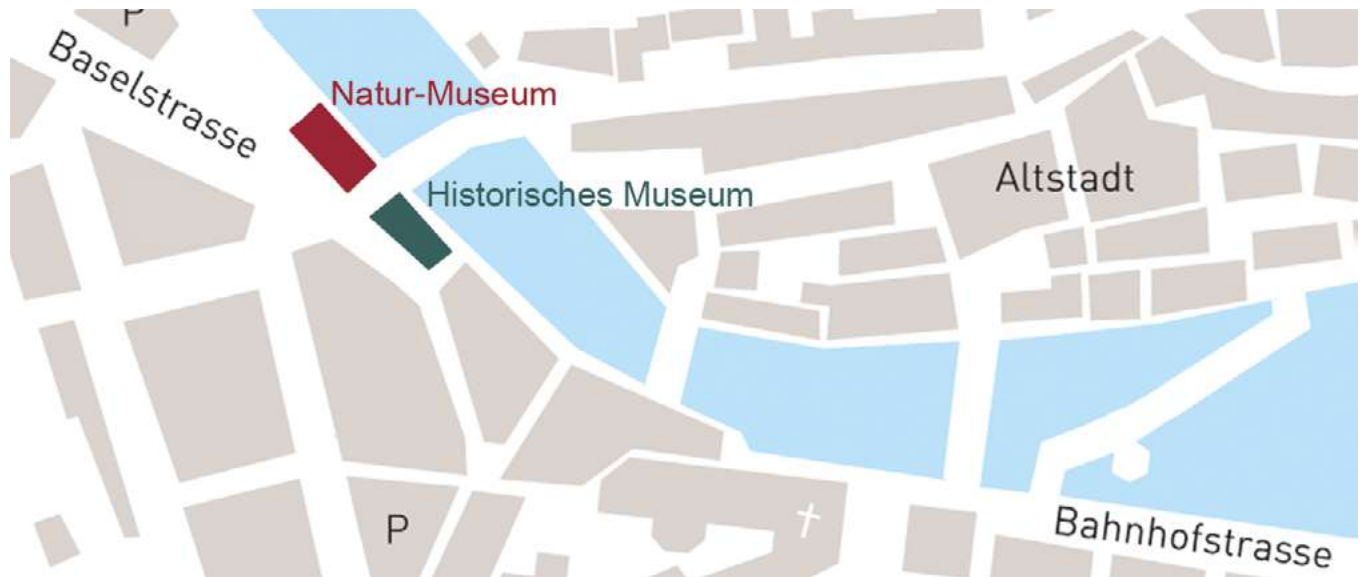 P
Baselstrasse
Natur-Museum
Historisches Museum
Altstadt
P
Bahnhofstrasse